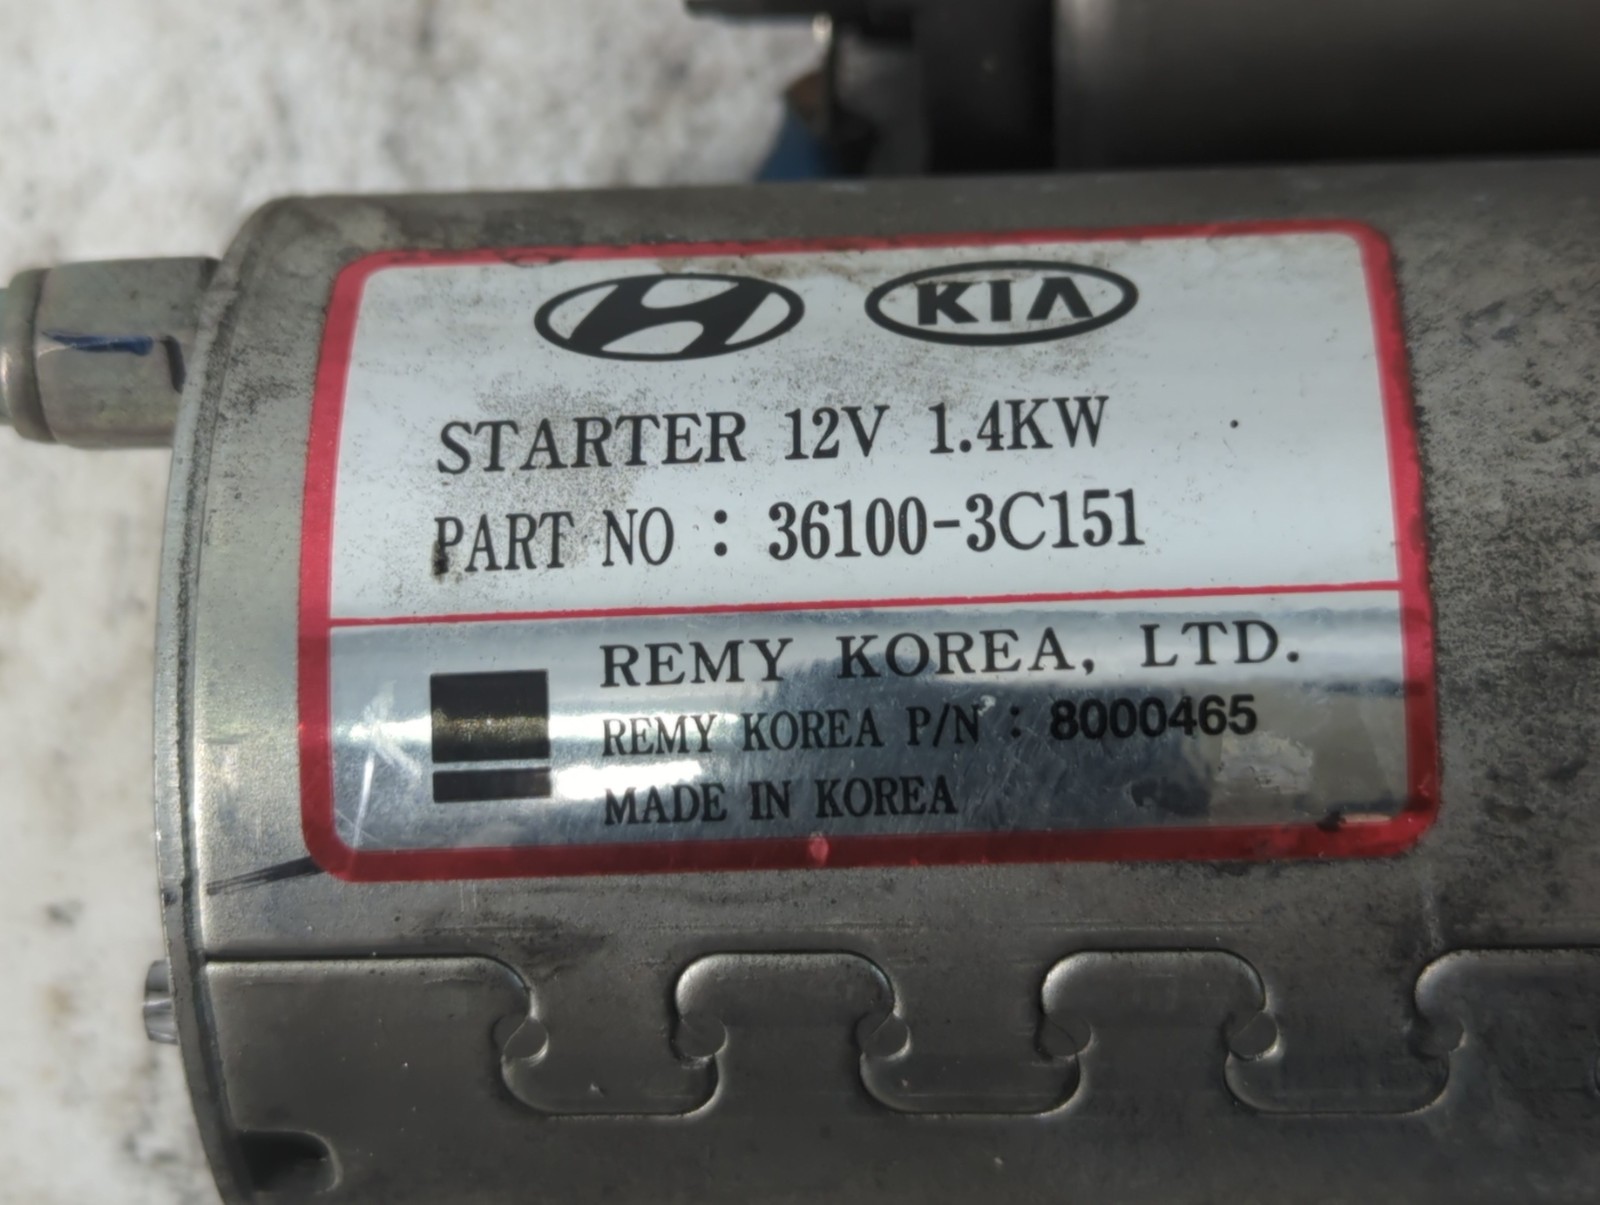 KIA
STARTER 12V 1.4KW
PART NO : 36100-3C151
REMY KOREA, LTD.
REMY KOREA P/N : 8000465
MADE IN KOREA